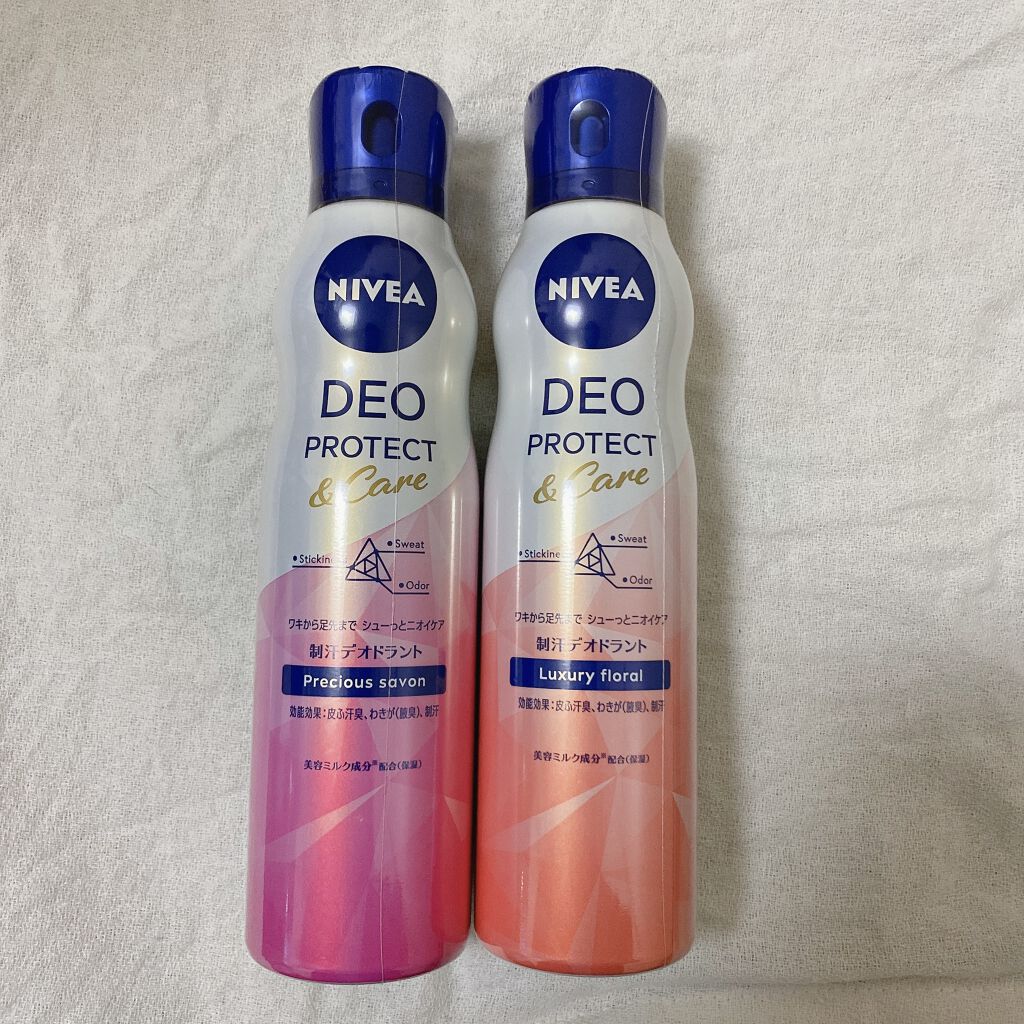 NIVEA
DEO
PROTECT
& Care
Sweat
Stickiness
Odor
ワキから足先まで シューっとニオイケア
制汗デオドラント
Precious savon
効能効果:皮ふ汗臭、わきが(腋臭)、制汗
美容ミルク成分※配合(保湿)
NIVEA
DEO
PROTECT
& Care
Sweat
Stickine
Odor
ワキから足先まで シューっとニオイケア
制汗デオドラント
Luxury floral
効能効果:皮ふ汗臭、わきが(腋臭)、制汗
美容ミルク成分※配合(保湿)